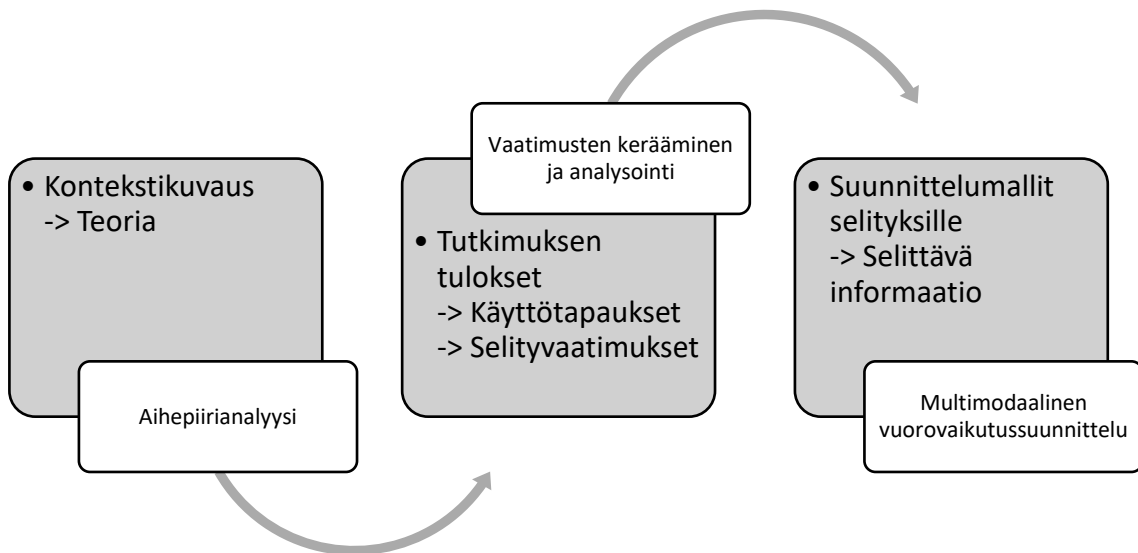 • Kontekstikuvaus
-> Teoria
Aihepiirianalyysi
Vaatimusten kerääminen
ja analysointi
• Tutkimuksen
tulokset
-> Käyttötapaukset
-> Selityvaatimukset
• Suunnittelumallit
selityksille
-> Selittävä
informaatio
Multimodaalinen
vuorovaikutussuunnittelu